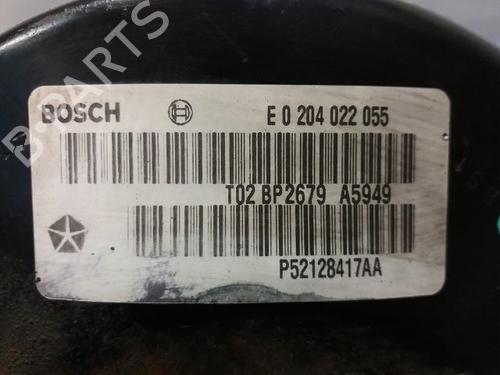 B-PARTS
BOSCH E 0 204 022 055
T02 BP2679 A5949
P52128417AA